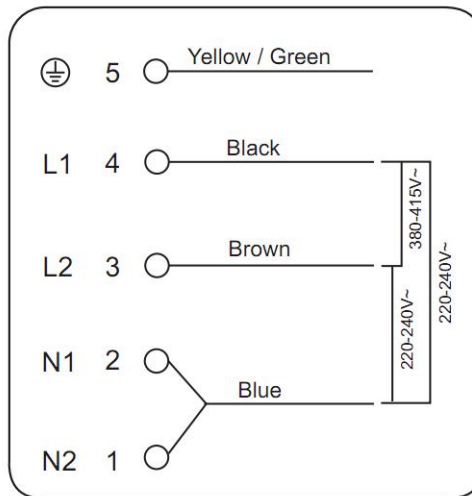 5 Yellow / Green
L1 4 Black
380-415V~
L2 3 Brown
220-240V~
220-240V~
N1 2
Blue
N2 1